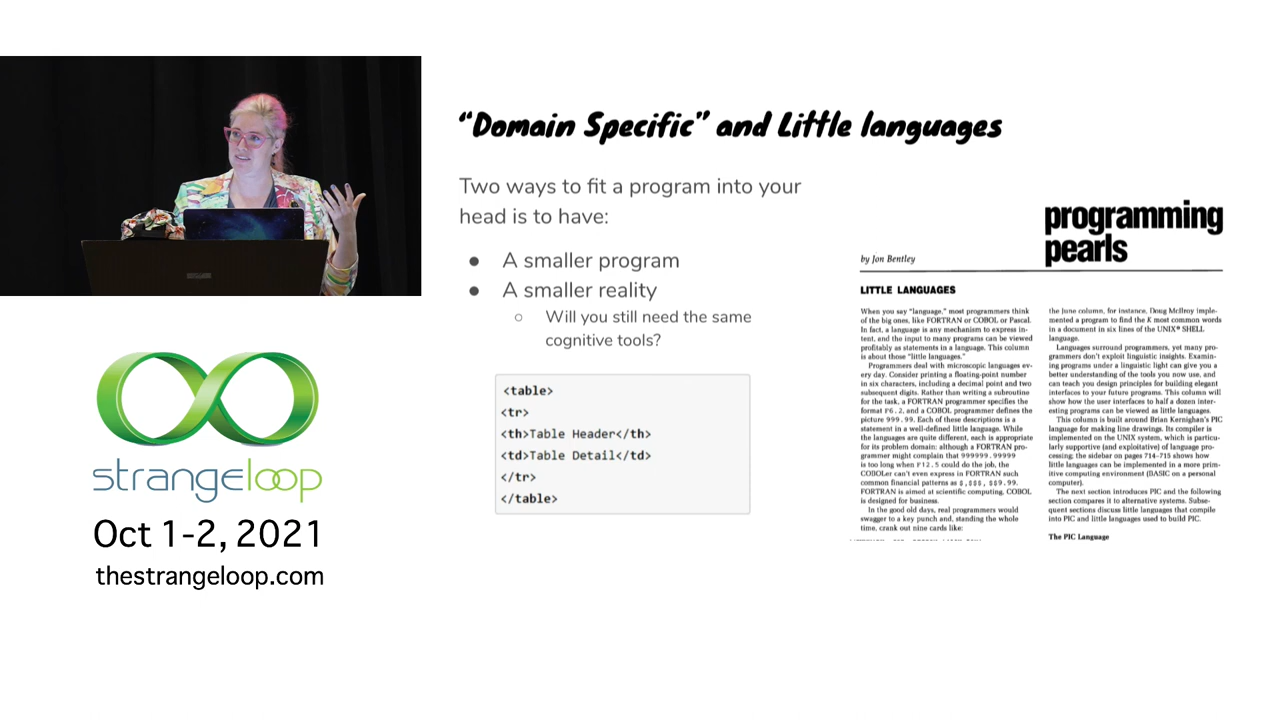 “Domain Specific” and Little languages
Two ways to fit a program into your
head is to have:
● A smaller program
● A smaller reality
○ Will you still need the same
cognitive tools?
<table>
<tr>
<th>Table Header</th>
<td>Table Detail</td>
</tr>
</table>
programming
pearls
by Jon Bentley
LITTLE LANGUAGES
When you say "language," most programmers think
of the big ones, like FORTRAN or COBOL or Pascal.
In fact, a language is any mechanism to express in-
tent, and the input to many programs can be viewed
profitably as statements in a language. This column
is about those "little languages."
Programmers deal with microscopic languages ev-
ery day. Consider printing a floating-point number
in six characters, including a decimal point and two
subsequent digits. Rather than writing a subroutine
for the task, a FORTRAN programmer specifies the
format F6.2, and a COBOL programmer defines the
picture 999.99. Each of these descriptions is a
statement in a well-defined little language. While
the languages are quite different, each is appropriate
for its problem domain: although a FORTRAN pro-
grammer might complain that 999999.99999
is too long when F12.5 could do the job, the
COBOLer can't even express in FORTRAN such
common financial patterns as $,$$$,$$9.99.
FORTRAN is aimed at scientific computing, COBOL
is designed for business.
In the good old days, real programmers would
swagger to a key punch and, standing the whole
time, crank out nine cards like:
the June column, for instance, Doug McIlroy imple-
mented a program to find the K most common words
in a document in six lines of the UNIX® SHELL
language.
Languages surround programmers, yet many pro-
grammers don't exploit linguistic insights. Examin-
ing programs under a linguistic light can give you a
better understanding of the tools you now use, and
can teach you design principles for building elegant
interfaces to your future programs. This column will
show how the user interfaces to half a dozen inter-
esting programs can be viewed as little languages.
This column is built around Brian Kernighan's PIC
language for making line drawings. Its compiler is
implemented on the UNIX system, which is particu-
larly supportive (and exploitative) of language pro-
cessing; the sidebar on pages 714-715 shows how
little languages can be implemented in a more prim-
itive computing environment (BASIC on a personal
computer).
The next section introduces PIC and the following
section compares it to alternative systems. Subse-
quent sections discuss little languages that compile
into PIC and little languages used to build PIC.
The PIC Language
strangeloop
Oct 1-2, 2021
thestrangeloop.com